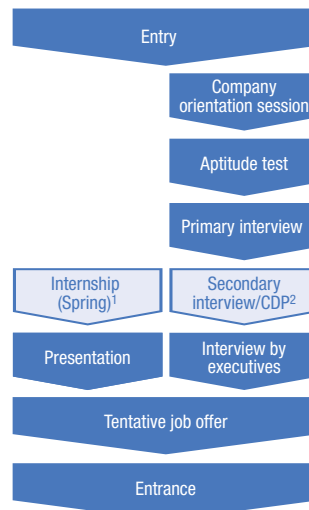 Entry
Company
orientation session
Aptitude test
Primary interview
Internship
(Spring)¹
Secondary
interview/CDP²
Presentation
Interview by
executives
Tentative job offer
Entrance